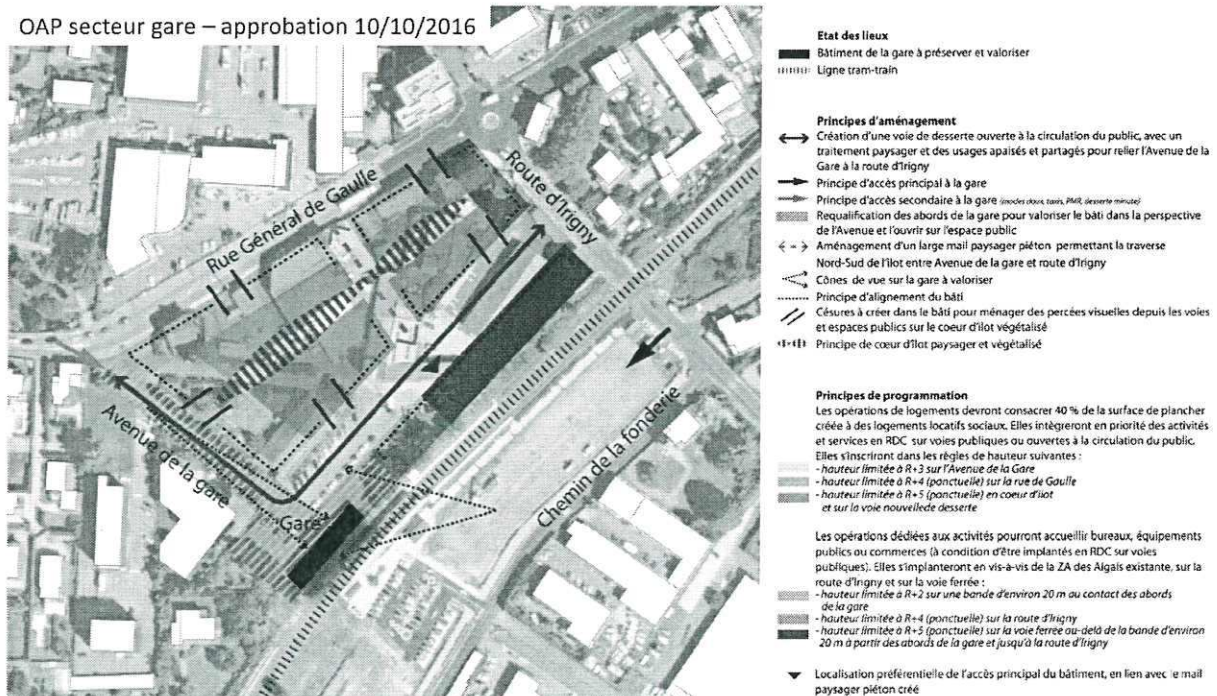 OAP secteur gare – approbation 10/10/2016
Rue Général de Gaulle
Route d'Irigny
Avenue de la gare
Gare
Chemin de la fonderie
Etat des lieux
Bâtiment de la gare à préserver et valoriser
Ligne tram-train
Principes d'aménagement
Création d'une voie de desserte ouverte à la circulation du public, avec un
traitement paysager et des usages apaisés et partagés pour relier l'Avenue de la
Gare à la route d'Irigny
Principe d'accès principal à la gare
Principe d'accès secondaire à la gare (modes doux, taxis, PMR, desserte minute)
Requalification des abords de la gare pour valoriser le bâti dans la perspective
de l'Avenue et l'ouvrir sur l'espace public
Aménagement d'un large mail paysager piéton permettant la traverse
Nord-Sud de l'îlot entre Avenue de la gare et route d'Irigny
Cônes de vue sur la gare à valoriser
Principe d'alignement du bâti
Césures à créer dans le bâti pour ménager des percées visuelles depuis les voies
et espaces publics sur le coeur d'îlot végétalisé
Principe de cœur d'îlot paysager et végétalisé
Principes de programmation
Les opérations de logements devront consacrer 40 % de la surface de plancher
créée à des logements locatifs sociaux. Elles intègreront en priorité des activités
et services en RDC sur voies publiques ou ouvertes à la circulation du public.
Elles s'inscriront dans les règles de hauteur suivantes :
- hauteur limitée à R+3 sur l'Avenue de la Gare
- hauteur limitée à R+4 (ponctuelle) sur la rue de Gaulle
- hauteur limitée à R+5 (ponctuelle) en coeur d'îlot
et sur la voie nouvellede desserte
Les opérations dédiées aux activités pourront accueillir bureaux, équipements
publics ou commerces (à condition d'être implantés en RDC sur voies
publiques). Elles s'implanteront en vis-à-vis de la ZA des Aigais existante, sur la
route d'Irigny et sur la voie ferrée :
- hauteur limitée à R+2 sur une bande d'environ 20 m au contact des abords
de la gare
- hauteur limitée à R+4 (ponctuelle) sur la route d'Irigny
- hauteur limitée à R+5 (ponctuelle) sur la voie ferrée au-delà de la bande d'environ
20 m à partir des abords de la gare et jusqu'à la route d'Irigny
Localisation préférentielle de l'accès principal du bâtiment, en lien avec le mail
paysager piéton créé